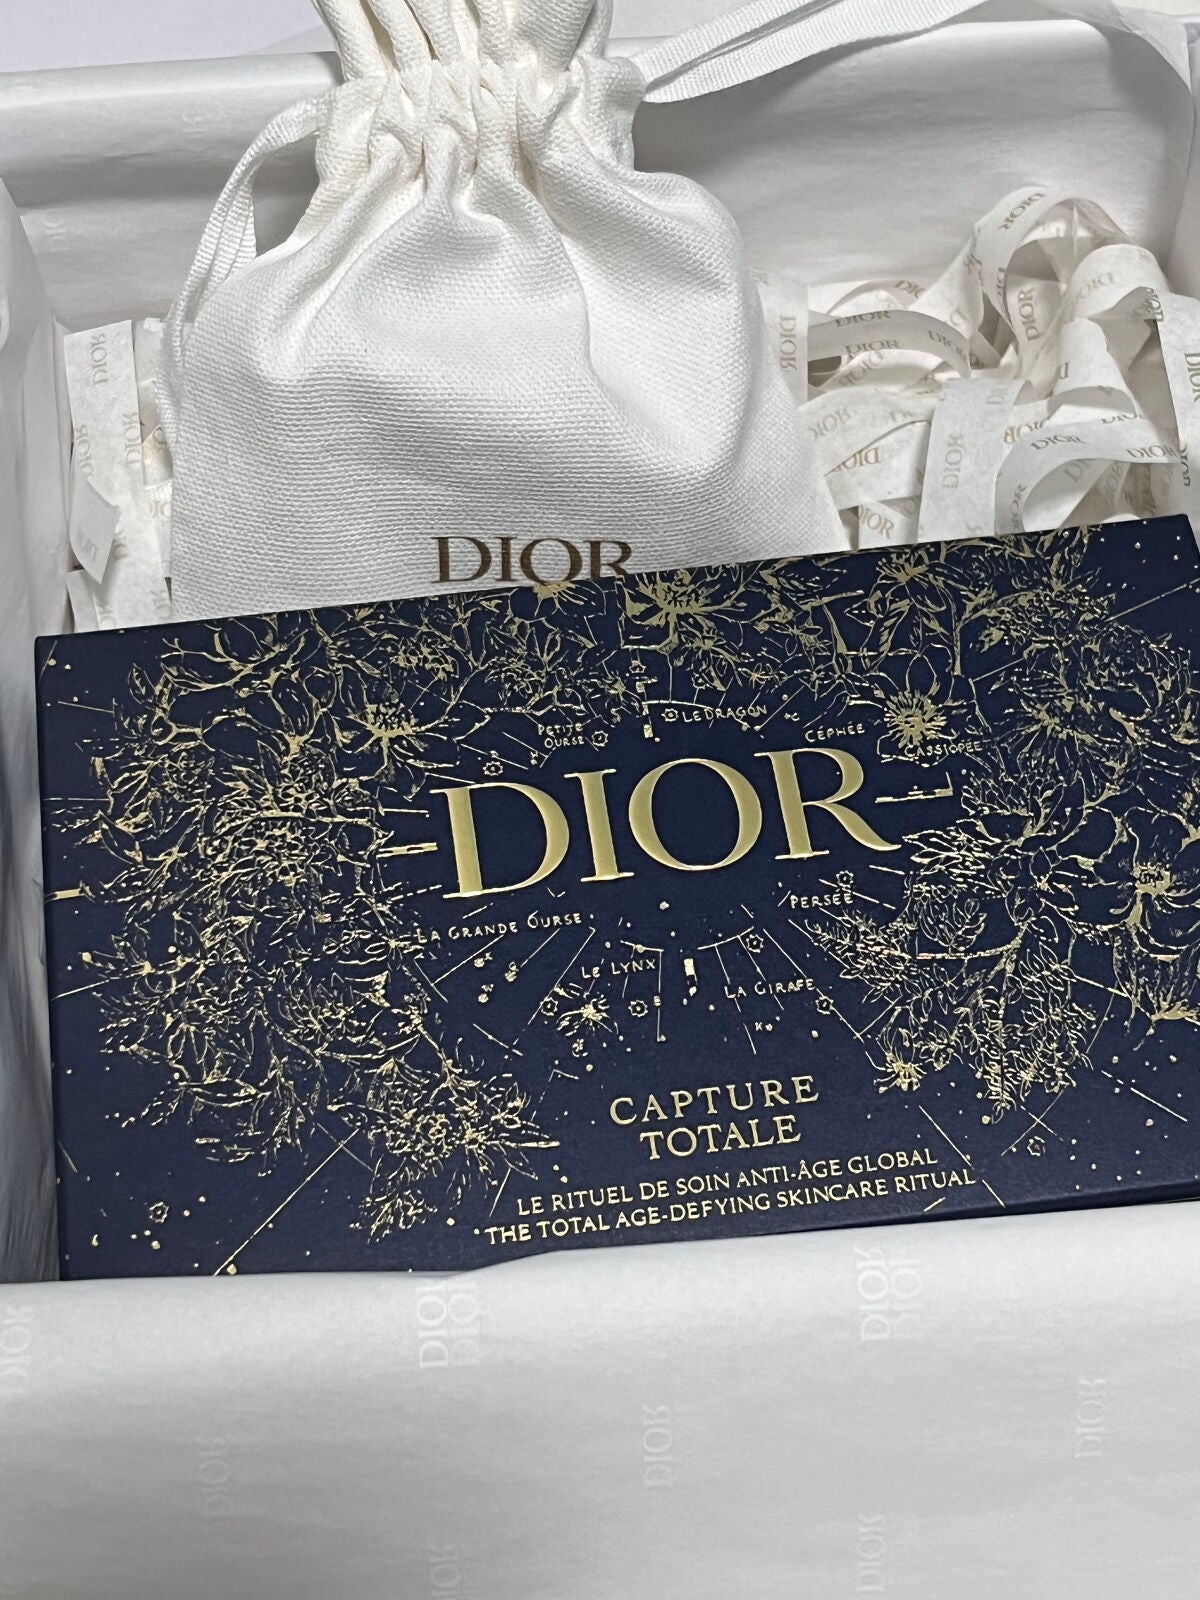 DIOR
PETITE
OURSE
LE DRAGON
CÉPHÉE
CASSIOPÉE
DIOR
LA GRANDE OURSE
PERSÉE
LE LYNX
LA GIRAFE
CAPTURE
TOTALE
LE RITUEL DE SOIN ANTI-ÂGE GLOBAL
THE TOTAL AGE-DEFYING SKINCARE RITUAL